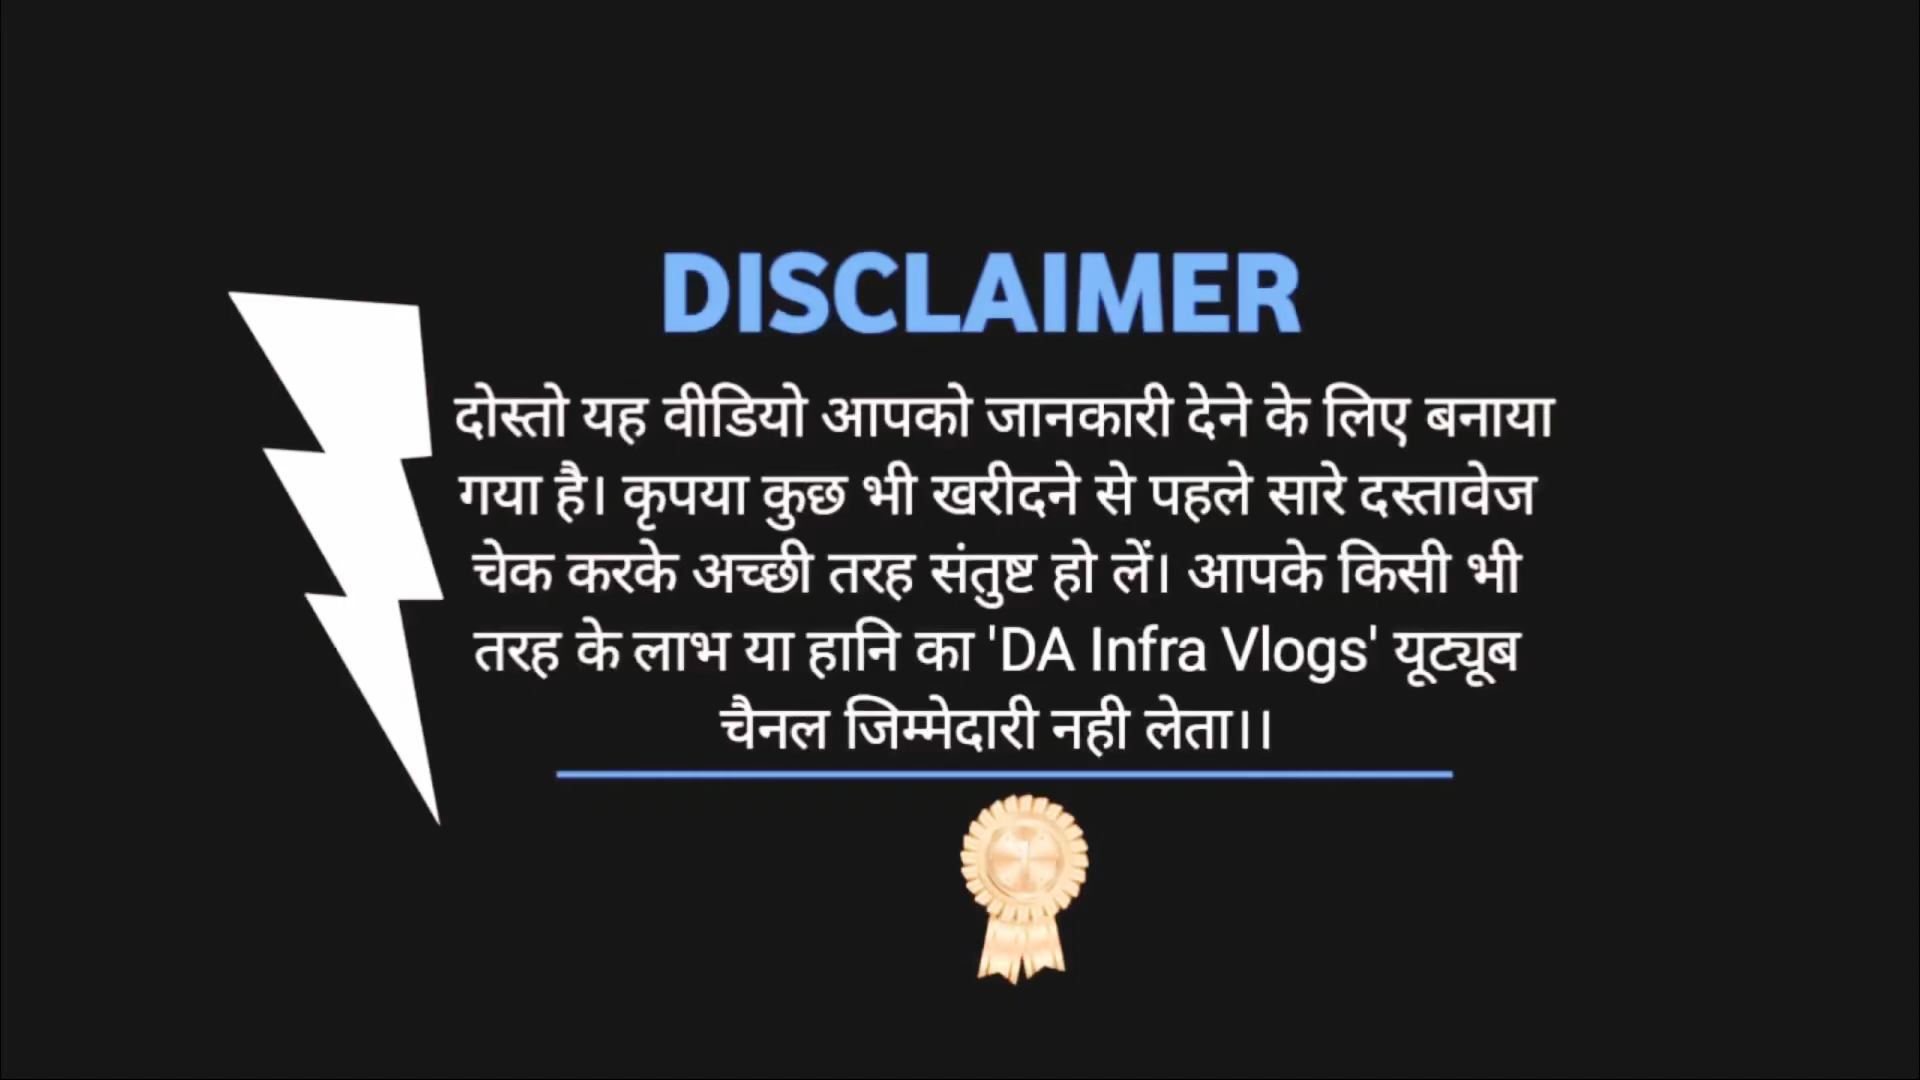 DISCLAIMER
दोस्तो यह वीडियो आपको जानकारी देने के लिए बनाया
गया है। कृपया कुछ भी खरीदने से पहले सारे दस्तावेज
चेक करके अच्छी तरह संतुष्ट हो लें। आपके किसी भी
तरह के लाभ या हानि का 'DA Infra Vlogs' यूट्यूब
चैनल जिम्मेदारी नही लेता।।